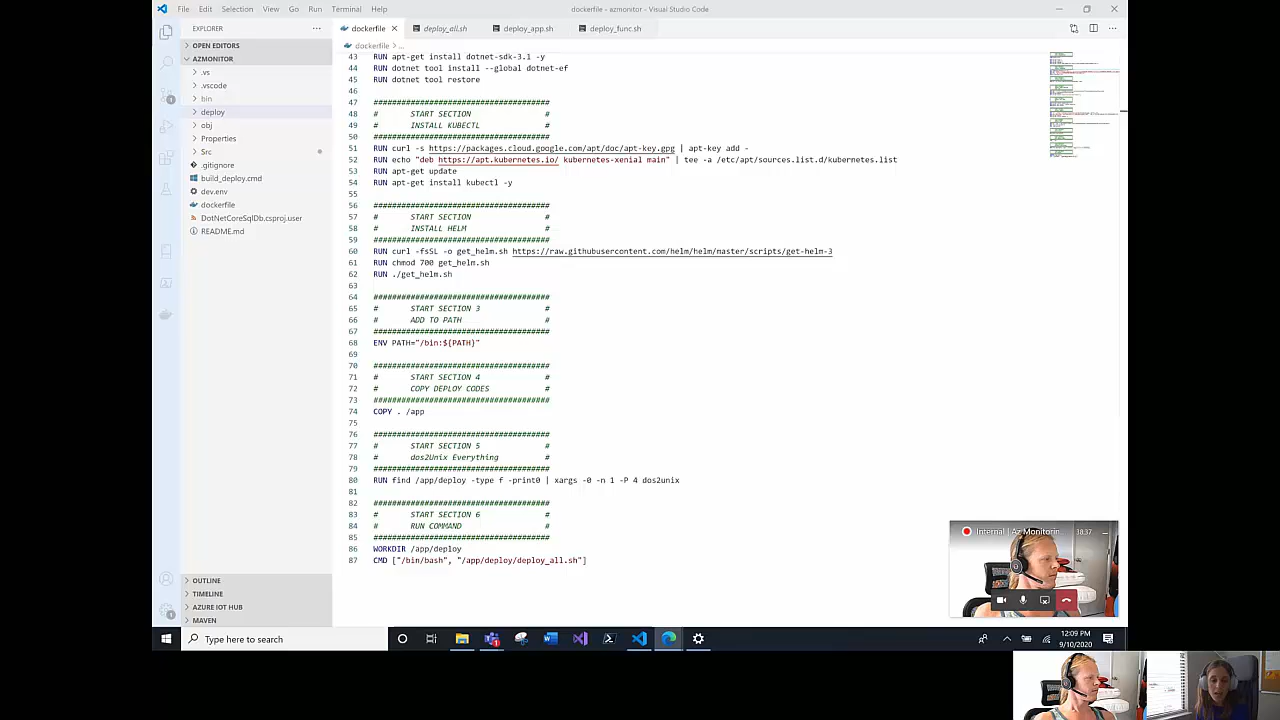 File Edit Selection View Go Run Terminal Help
dockerfile - azmonitor - Visual Studio Code
EXPLORER
OPEN EDITORS
AZMONITOR
.vs
.vscode
bin
deploy
obj
Properties
Src
.gitignore
build_deploy.cmd
dev.env
dockerfile
DotNetCoreSqlDb.csproj.user
README.md
OUTLINE
TIMELINE
AZURE IOT HUB
MAVEN
dockerfile deploy_all.sh deploy_app.sh deploy_func.sh
dockerfile > ...
43 RUN apt-get install dotnet-sdk-3.1 -y
44 RUN dotnet tool install --global dotnet-ef
45 RUN dotnet tool restore
46
47 ######################################
48 # START SECTION #
49 # INSTALL KUBECTL #
50 ######################################
51 RUN curl -s https://packages.cloud.google.com/apt/doc/apt-key.gpg | apt-key add -
52 RUN echo "deb https://apt.kubernetes.io/ kubernetes-xenial main" | tee -a /etc/apt/sources.list.d/kubernetes.list
53 RUN apt-get update
54 RUN apt-get install kubectl -y
55
56 ######################################
57 # START SECTION #
58 # INSTALL HELM #
59 ######################################
60 RUN curl -fsSL -o get_helm.sh https://raw.githubusercontent.com/helm/helm/master/scripts/get-helm-3
61 RUN chmod 700 get_helm.sh
62 RUN ./get_helm.sh
63
64 ######################################
65 # START SECTION 3 #
66 # ADD TO PATH #
67 ######################################
68 ENV PATH="/bin:${PATH}"
69
70 ######################################
71 # START SECTION 4 #
72 # COPY DEPLOY CODES #
73 ######################################
74 COPY . /app
75
76 ######################################
77 # START SECTION 5 #
78 # dos2Unix Everything #
79 ######################################
80 RUN find /app/deploy -type f -print0 | xargs -0 -n 1 -P 4 dos2unix
81
82 ######################################
83 # START SECTION 6 #
84 # RUN COMMAND #
85 ######################################
86 WORKDIR /app/deploy
87 CMD ["/bin/bash", "/app/deploy/deploy_all.sh"]
Internal | Az Monitorin 38:37
Type here to search
12:09 PM
9/10/2020